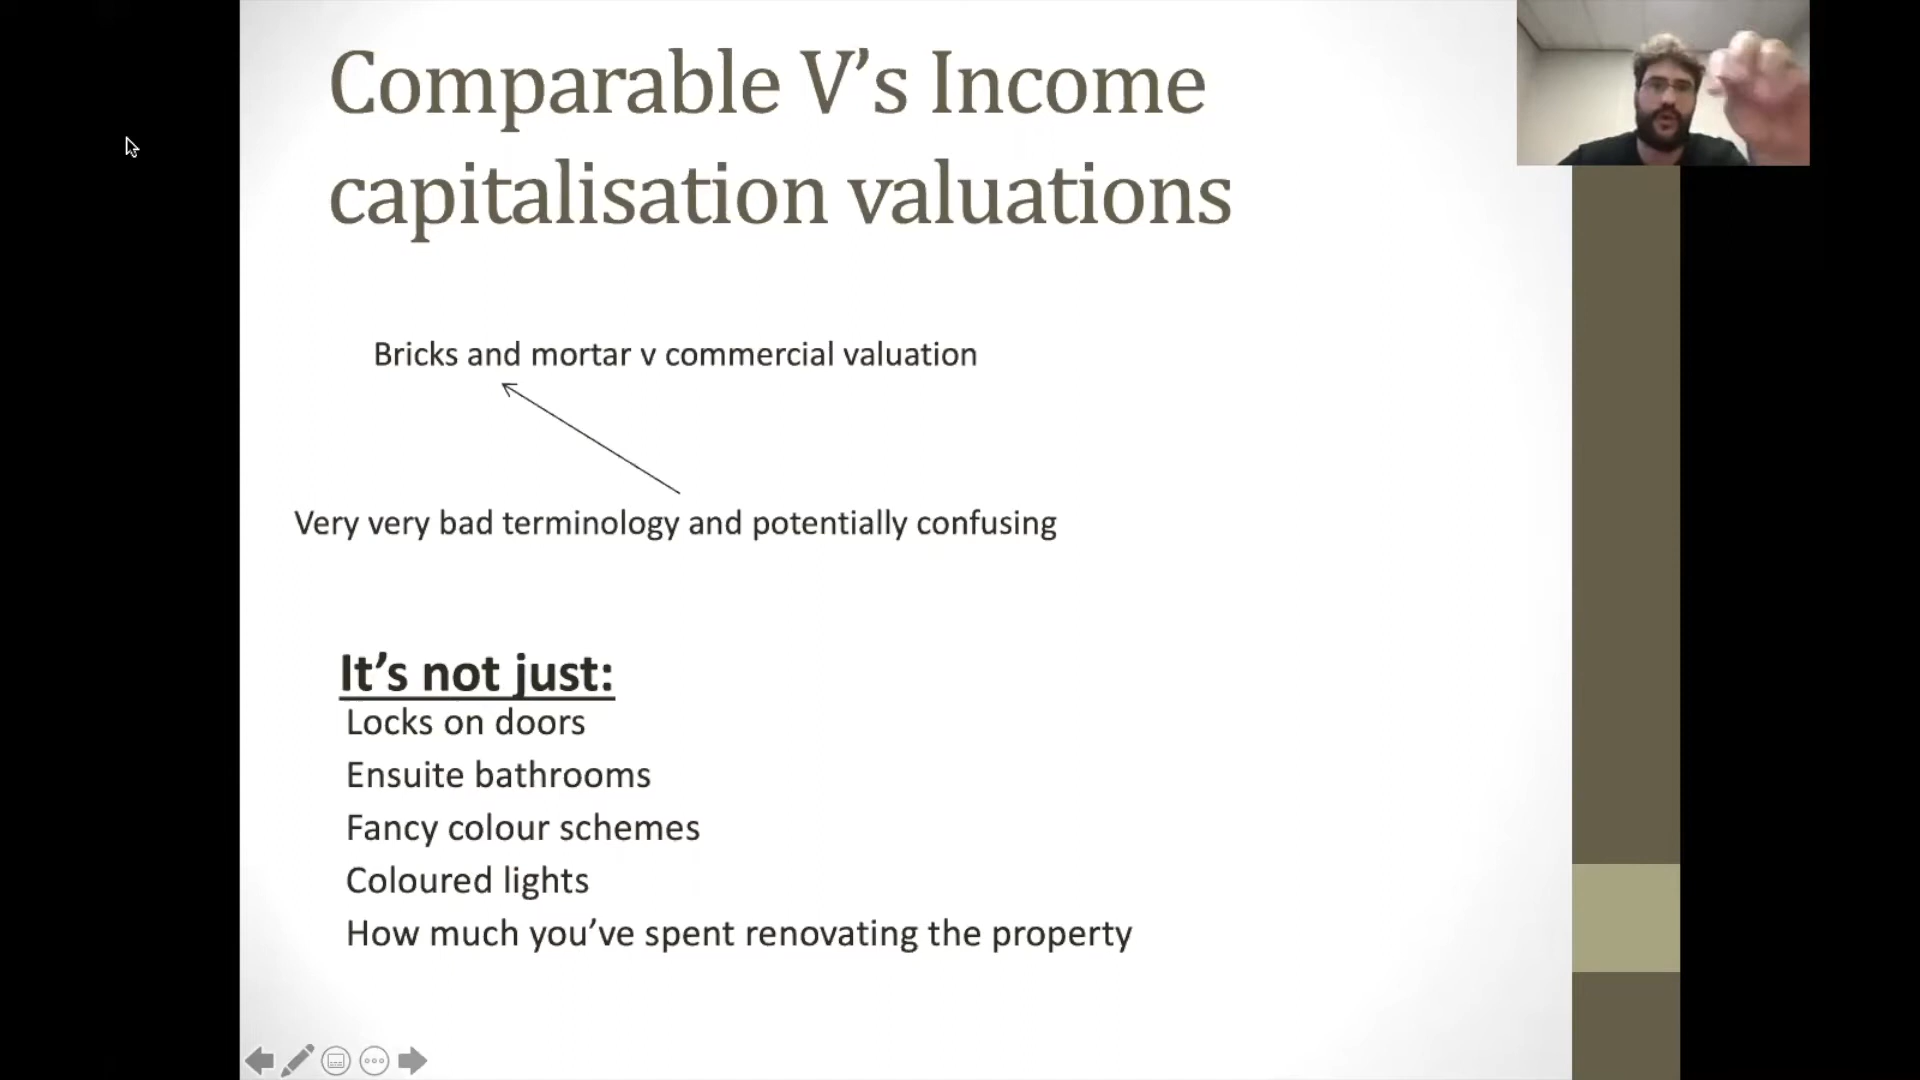 Comparable V's Income
capitalisation valuations
Bricks and mortar v commercial valuation
Very very bad terminology and potentially confusing
It's not just:
Locks on doors
Ensuite bathrooms
Fancy colour schemes
Coloured lights
How much you've spent renovating the property